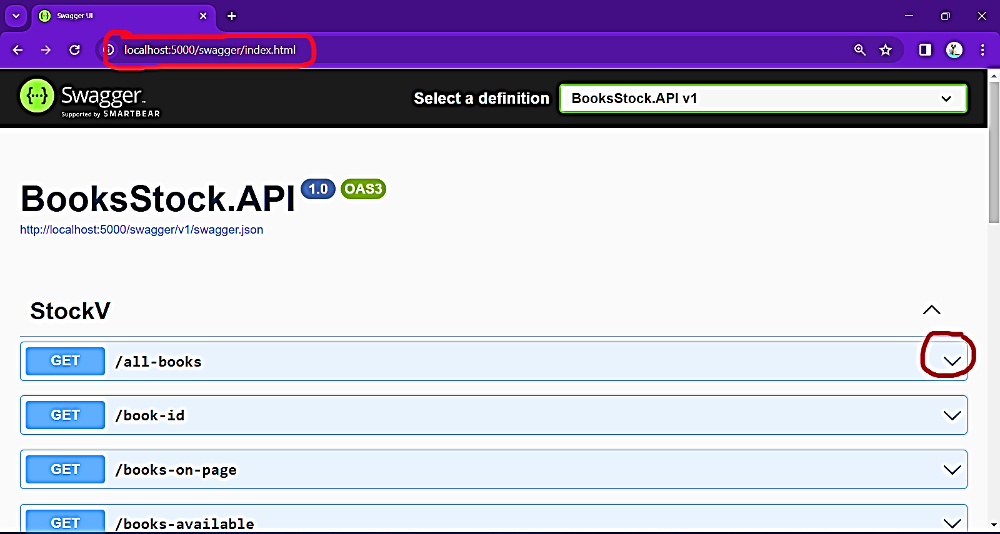 Swagger UI
localhost:5000/swagger/index.html
Swagger
Supported by SMARTBEAR
Select a definition
BooksStock.API v1
BooksStock.API 1.0 OAS3
http://localhost:5000/swagger/v1/swagger.json
StockV
GET /all-books
GET /book-id
GET /books-on-page
GET /books-available